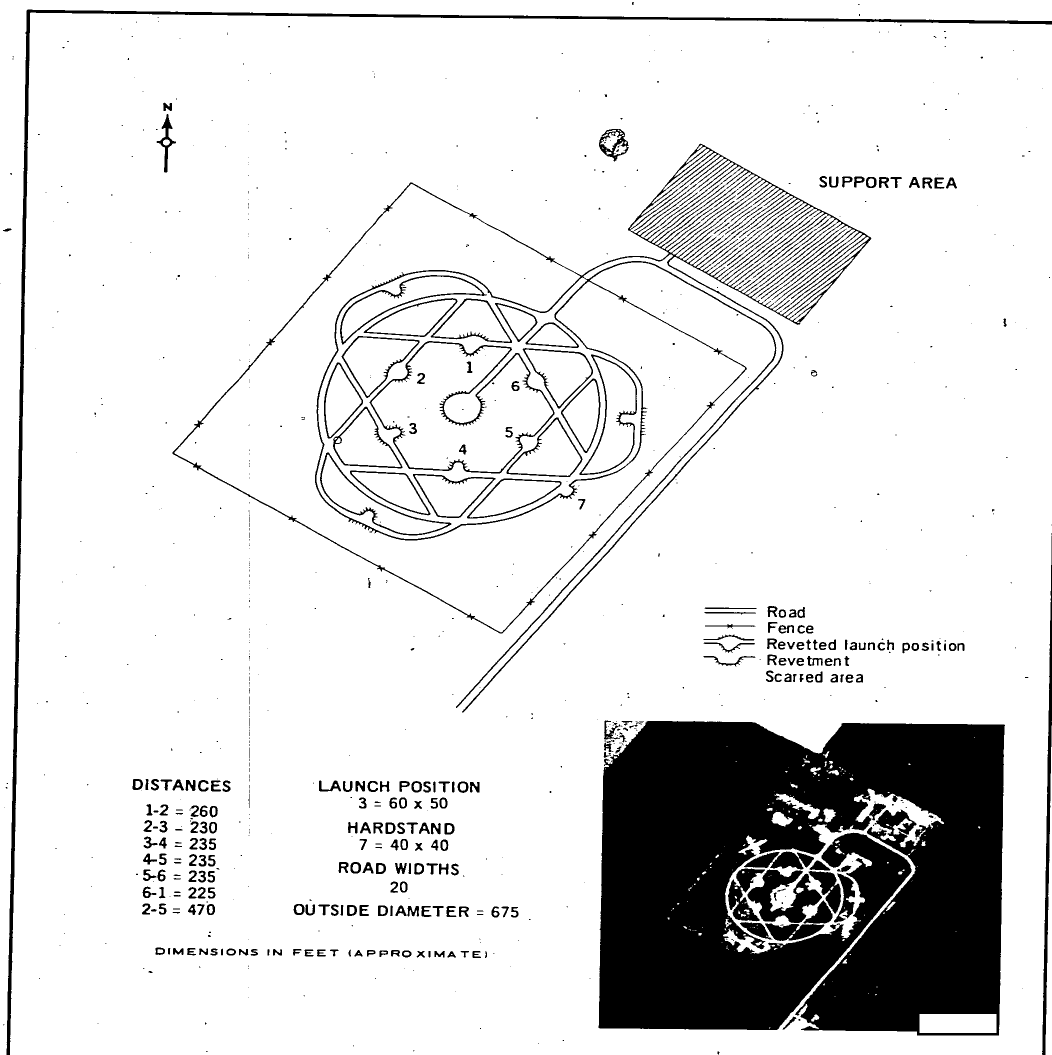 N
SUPPORT AREA
1
2
6
3
4
5
7
Road
Fence
Revetted launch position
Revetment
Scarred area
DISTANCES
1-2 = 260
2-3 = 230
3-4 = 235
4-5 = 235
5-6 = 235
6-1 = 225
2-5 = 470
LAUNCH POSITION
3 = 60 x 50
HARDSTAND
7 = 40 x 40
ROAD WIDTHS
20
OUTSIDE DIAMETER = 675
DIMENSIONS IN FEET (APPROXIMATE)